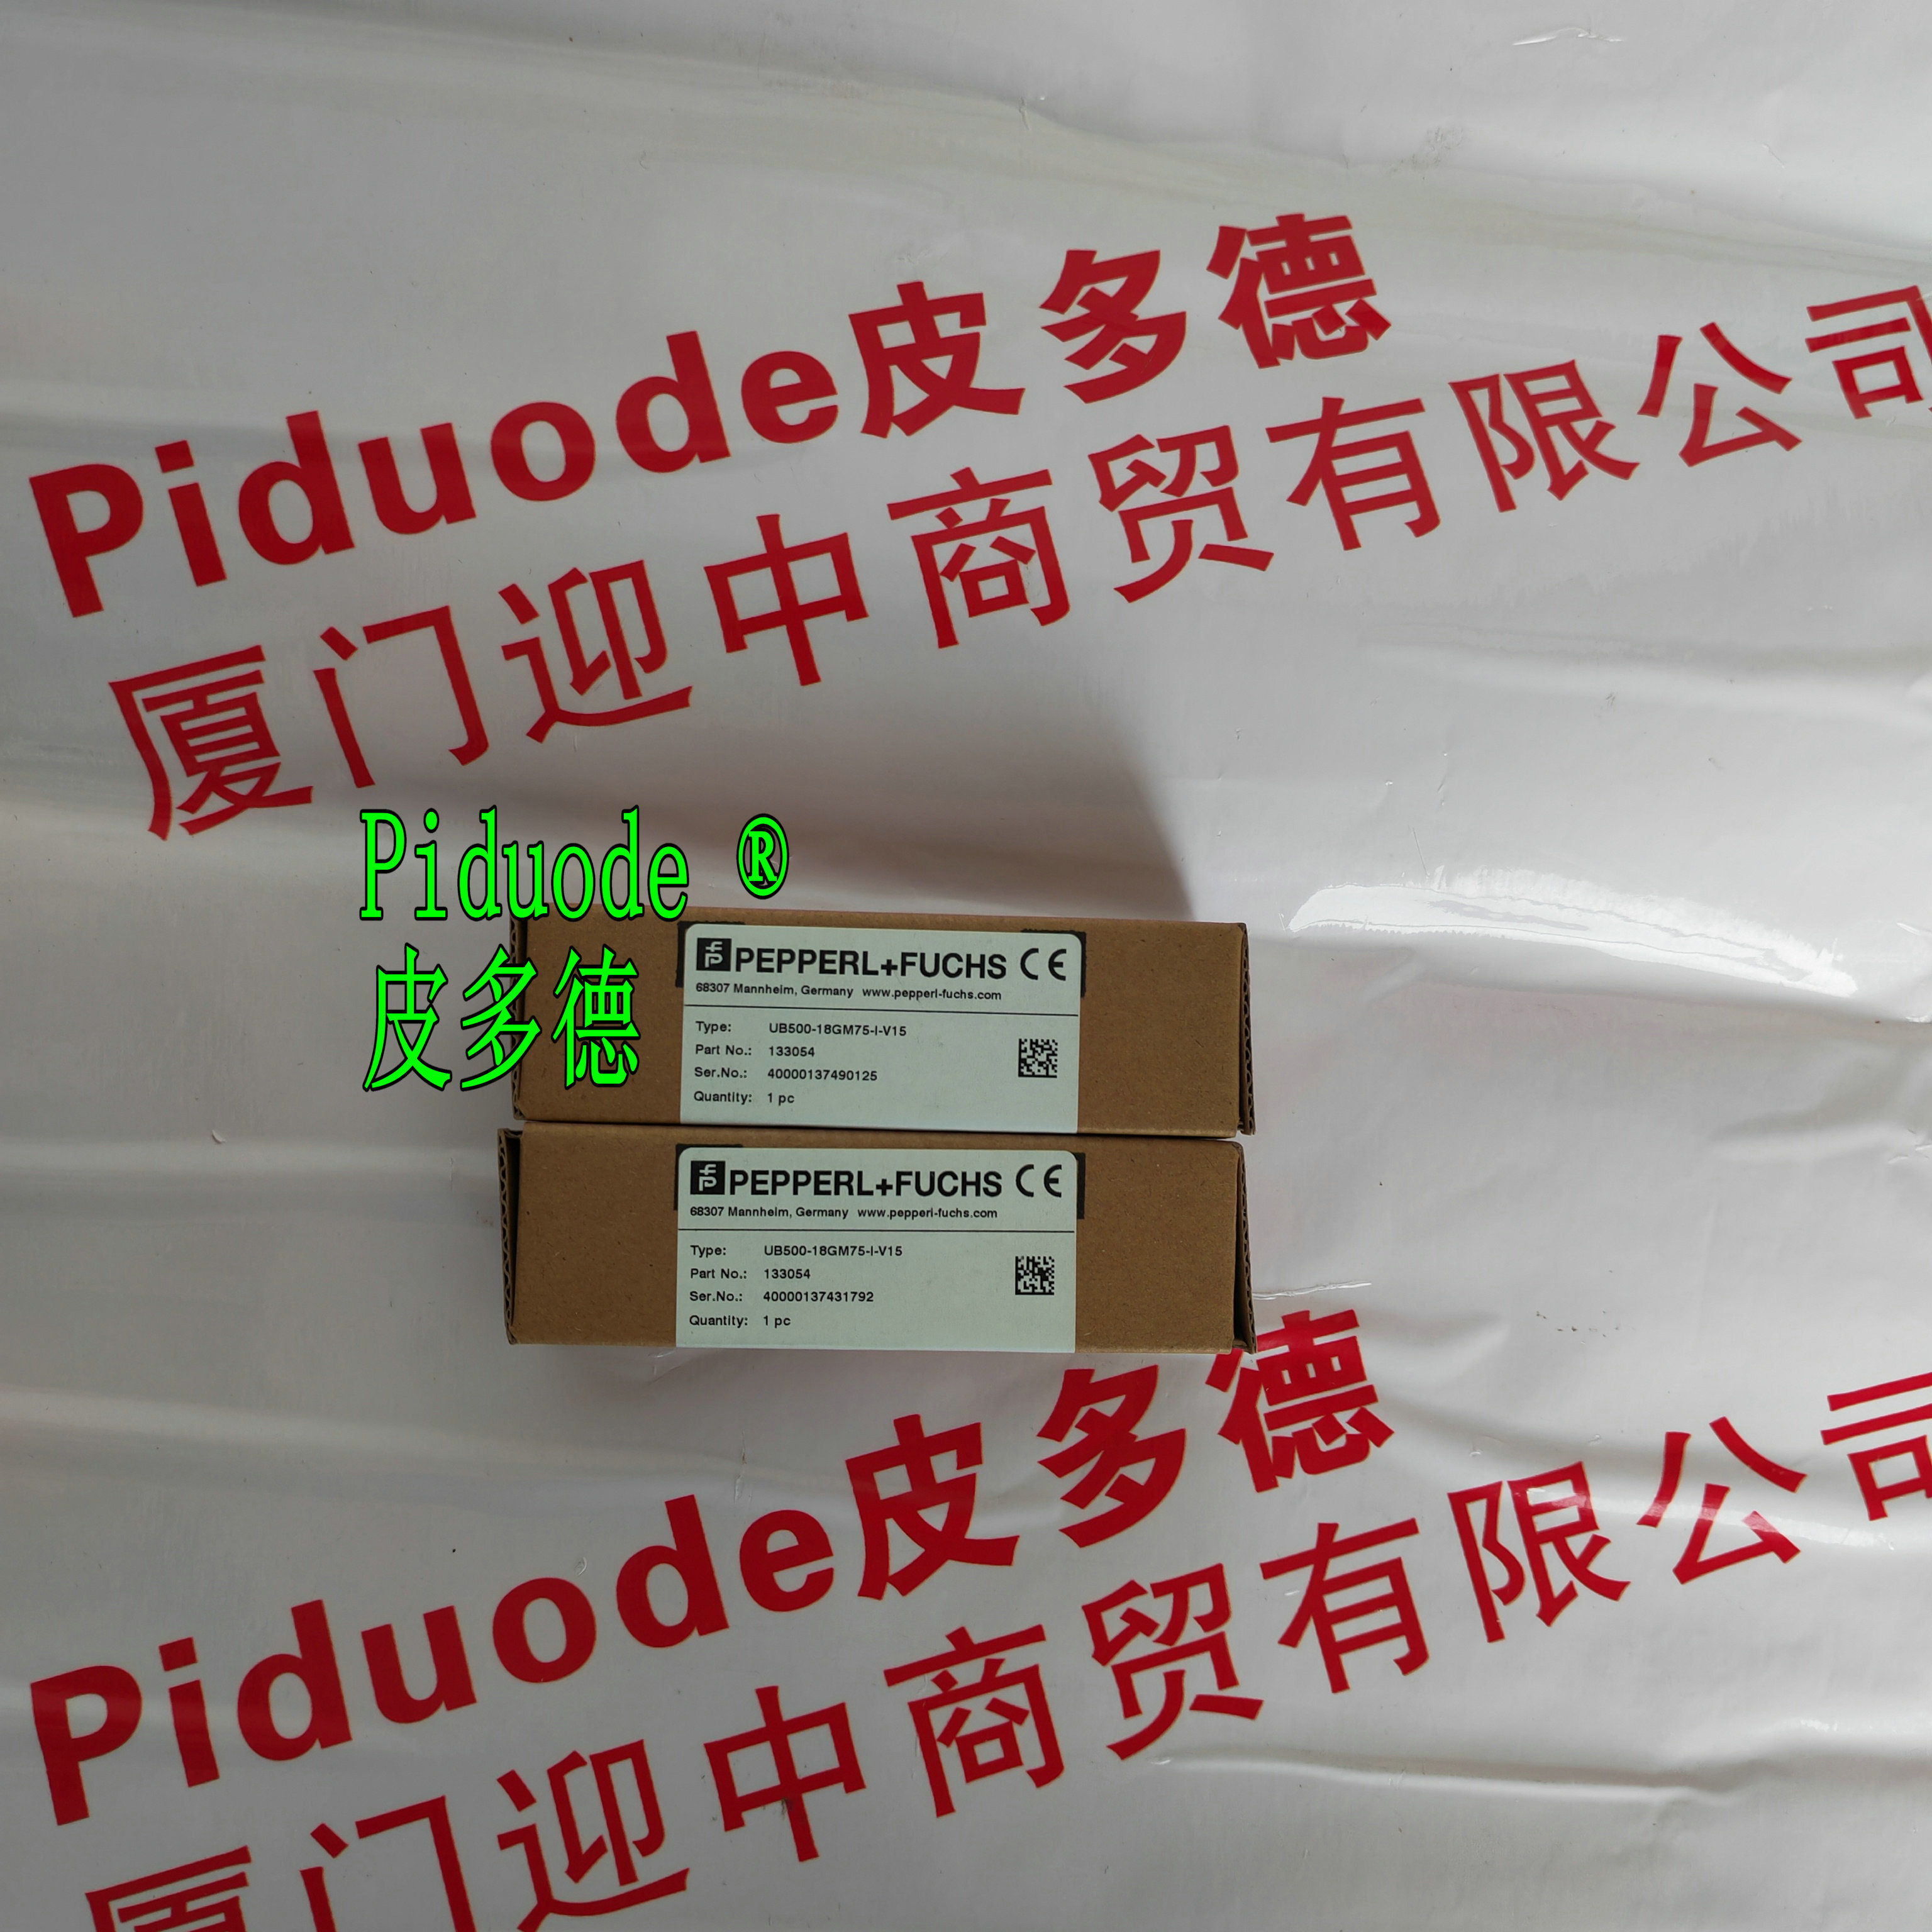 Piduode皮多德
厦门迎中商贸有限公司
Piduode ®
皮多德
PEPPERL+FUCHS CE
68307 Mannheim, Germany www.pepperl-fuchs.com
Type: UB500-18GM75-I-V15
Part No.: 133054
Ser.No.: 40000137490125
Quantity: 1 pc
PEPPERL+FUCHS CE
68307 Mannheim, Germany www.pepperl-fuchs.com
Type: UB500-18GM75-I-V15
Part No.: 133054
Ser.No.: 40000137431792
Quantity: 1 pc
Piduode皮多德
厦门迎中商贸有限公司